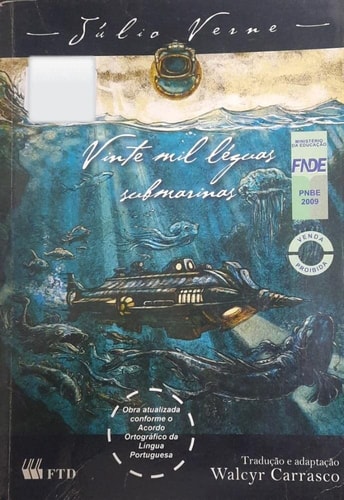 Júlio Verne
Vinte mil léguas
submarinas
MINISTÉRIO
DA EDUCAÇÃO
FNDE
PNBE
2009
VENDA
PROIBIDA
Obra atualizada
conforme o
Acordo
Ortográfico da
Língua
Portuguesa
Tradução e adaptação
Walcyr Carrasco
FTD